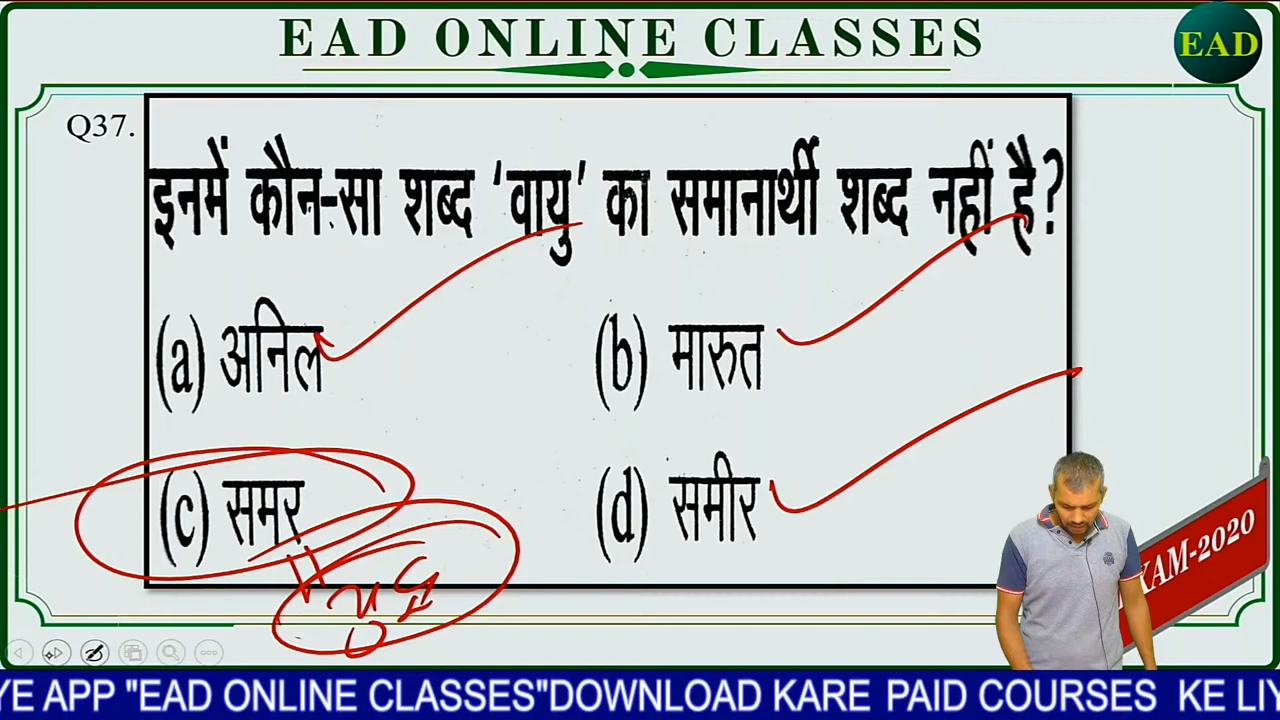 EAD ONLINE CLASSES
EAD
Q37.
इनमें कौन-सा शब्द ‘वायु’ का समानार्थी शब्द नहीं है?
(a) अनिल
(b) मारुत
(c) समर
(d) समीर
युद्ध
EXAM-2020
YE APP "EAD ONLINE CLASSES"DOWNLOAD KARE PAID COURSES KE LIY